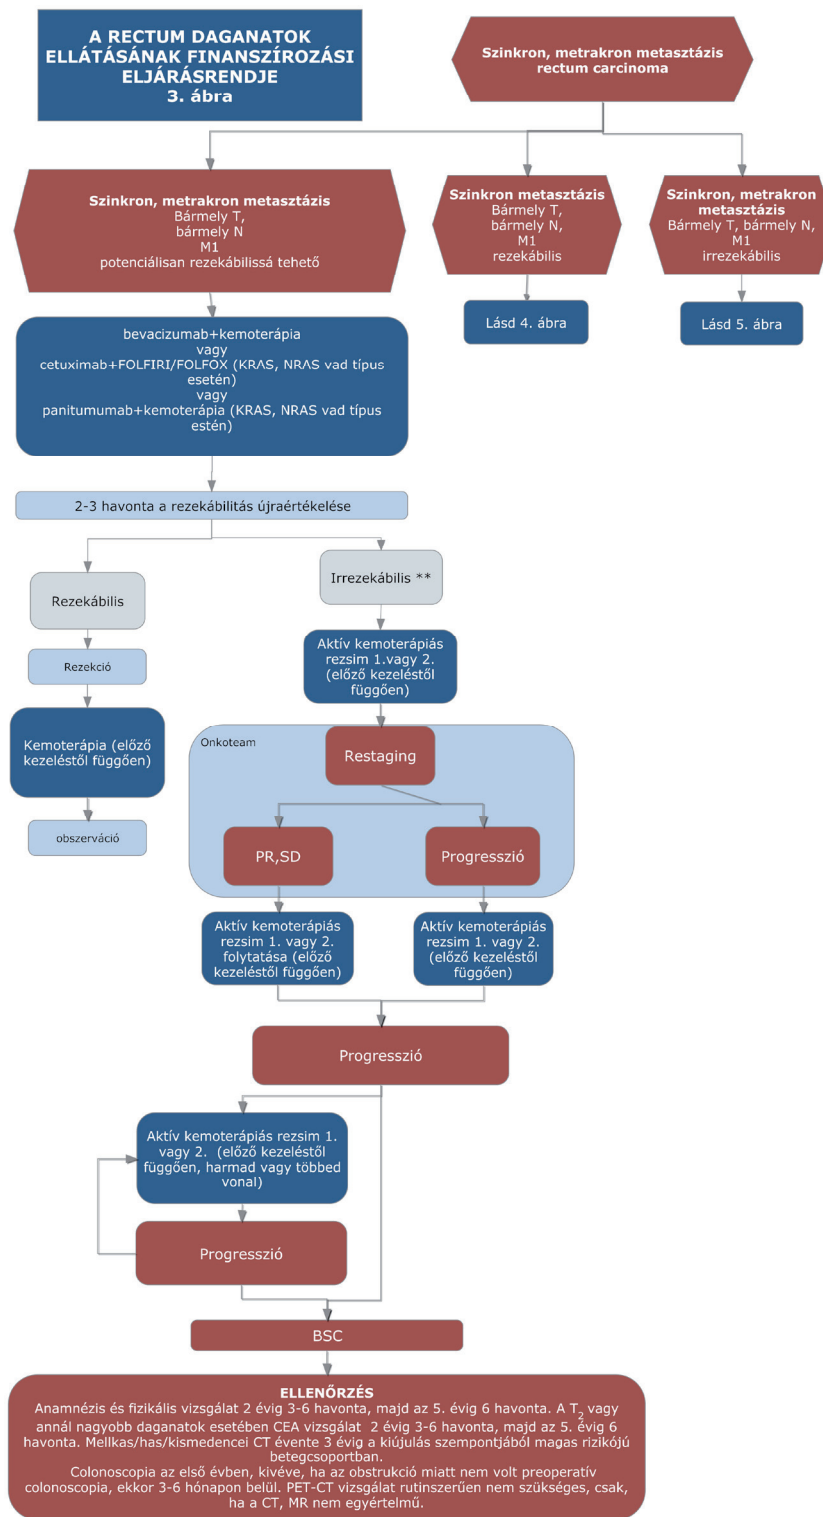 A RECTUM DAGANATOK
ELLÁTÁSÁNAK FINANSZÍROZÁSI
ELJÁRÁSRENDJE
3. ábra
Szinkron, metrakron metasztázis
rectum carcinoma
Szinkron, metrakron metasztázis
Bármely T,
bármely N
M1
potenciálisan rezekábilissá tehető
Szinkron metasztázis
Bármely T,
bármely N,
M1
rezekábilis
Szinkron, metrakron
metasztázis
Bármely T, bármely N,
M1
irrezekábilis
Lásd 4. ábra
Lásd 5. ábra
bevacizumab+kemoterápia
vagy
cetuximab+FOLFIRI/FOLFOX (KRAS, NRAS vad típus
esetén)
vagy
panitumumab+kemoterápia (KRAS, NRAS vad típus
estén)
2-3 havonta a rezekábilitás újraértékelése
Rezekábilis
Irrezekábilis **
Rezekció
Aktív kemoterápiás
rezsim 1.vagy 2.
(előző kezeléstől
függően)
Kemoterápia (előző
kezeléstől függően)
obszerváció
Onkoteam
Restaging
PR,SD
Progresszió
Aktív kemoterápiás
rezsim 1. vagy 2.
folytatása (előző
kezeléstől függően)
Aktív kemoterápiás
rezsim 1. vagy 2.
(előző kezeléstől
függően)
Progresszió
Aktív kemoterápiás rezsim 1.
vagy 2.  (előző kezeléstől
függően, harmad vagy többed
vonal)
Progresszió
BSC
ELLENŐRZÉS
Anamnézis és fizikális vizsgálat 2 évig 3-6 havonta, majd az 5. évig 6 havonta. A T₂ vagy
annál nagyobb daganatok esetében CEA vizsgálat  2 évig 3-6 havonta, majd az 5. évig 6
havonta. Mellkas/has/kismedencei CT évente 3 évig a kiújulás szempontjából magas rizikójú
betegcsoportban.
Colonoscopia az első évben, kivéve, ha az obstrukció miatt nem volt preoperatív
colonoscopia, ekkor 3-6 hónapon belül. PET-CT vizsgálat rutinszerűen nem szükséges, csak,
ha a CT, MR nem egyértelmű.